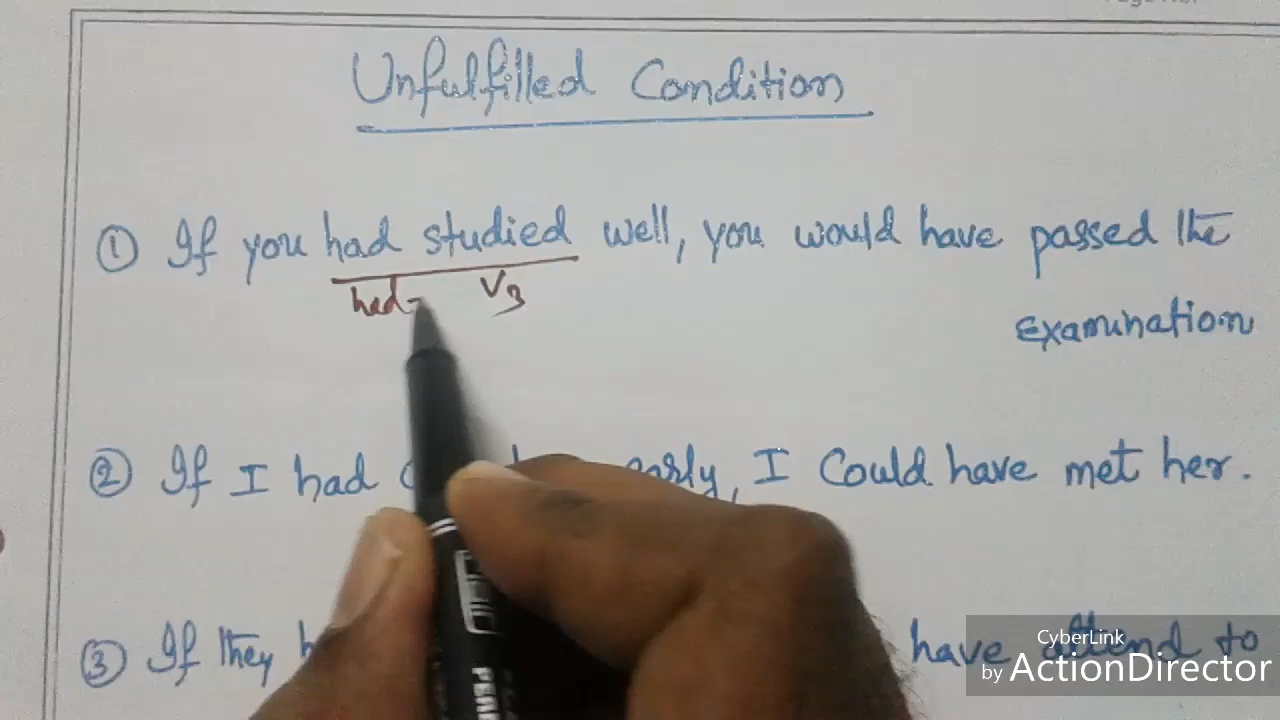 Unfulfilled Condition
① If you had studied well, you would have passed the
Examination
had- V3
② If I had early, I Could have met her.
③ If they have attend to
CyberLink
by ActionDirector